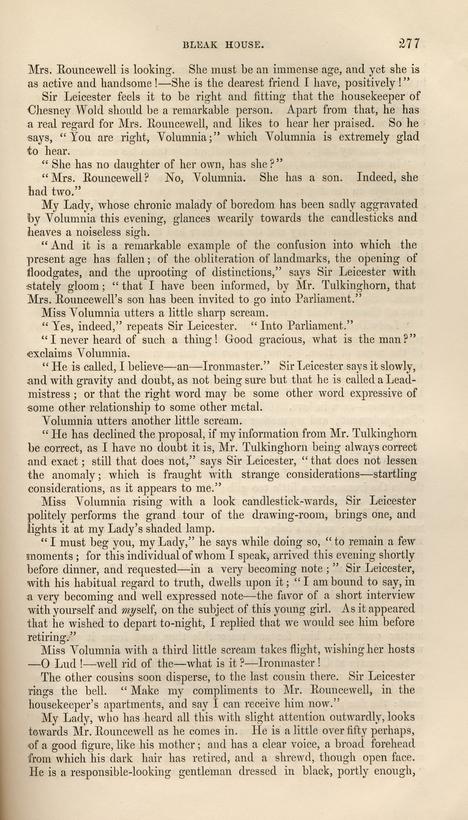 BLEAK HOUSE. 277
Mrs. Rouncewell is looking. She must be an immense age, and yet she is
as active and handsome!—She is the dearest friend I have, positively!”
Sir Leicester feels it to be right and fitting that the housekeeper of
Chesney Wold should be a remarkable person. Apart from that, he has
a real regard for Mrs. Rouncewell, and likes to hear her praised. So he
says, “You are right, Volumnia;” which Volumnia is extremely glad
to hear.
“She has no daughter of her own, has she?”
“Mrs. Rouncewell? No, Volumnia. She has a son. Indeed, she
had two.”
My Lady, whose chronic malady of boredom has been sadly aggravated
by Volumnia this evening, glances wearily towards the candlesticks and
heaves a noiseless sigh.
“And it is a remarkable example of the confusion into which the
present age has fallen; of the obliteration of landmarks, the opening of
floodgates, and the uprooting of distinctions,” says Sir Leicester with
stately gloom; “that I have been informed, by Mr. Tulkinghorn, that
Mrs. Rouncewell’s son has been invited to go into Parliament.”
Miss Volumnia utters a little sharp scream.
“Yes, indeed,” repeats Sir Leicester. “Into Parliament.”
“I never heard of such a thing! Good gracious, what is the man?”
exclaims Volumnia.
“He is called, I believe—an—Ironmaster.” Sir Leicester says it slowly,
and with gravity and doubt, as not being sure but that he is called a Lead-
mistress; or that the right word may be some other word expressive of
some other relationship to some other metal.
Volumnia utters another little scream.
“He has declined the proposal, if my information from Mr. Tulkinghorn
be correct, as I have no doubt it is, Mr. Tulkinghorn being always correct
and exact; still that does not,” says Sir Leicester, “that does not lessen
the anomaly; which is fraught with strange considerations—startling
considerations, as it appears to me.”
Miss Volumnia rising with a look candlestick-wards, Sir Leicester
politely performs the grand tour of the drawing-room, brings one, and
lights it at my Lady’s shaded lamp.
“I must beg you, my Lady,” he says while doing so, “to remain a few
moments; for this individual of whom I speak, arrived this evening shortly
before dinner, and requested—in a very becoming note;” Sir Leicester,
with his habitual regard to truth, dwells upon it; “I am bound to say, in
a very becoming and well expressed note—the favor of a short interview
with yourself and myself, on the subject of this young girl. As it appeared
that he wished to depart to-night, I replied that we would see him before
retiring.”
Miss Volumnia with a third little scream takes flight, wishing her hosts
—O Lud!—well rid of the—what is it?—Ironmaster!
The other cousins soon disperse, to the last cousin there. Sir Leicester
rings the bell. “Make my compliments to Mr. Rouncewell, in the
housekeeper’s apartments, and say I can receive him now.”
My Lady, who has heard all this with slight attention outwardly, looks
towards Mr. Rouncewell as he comes in. He is a little over fifty perhaps,
of a good figure, like his mother; and has a clear voice, a broad forehead
from which his dark hair has retired, and a shrewd, though open face.
He is a responsible-looking gentleman dressed in black, portly enough,